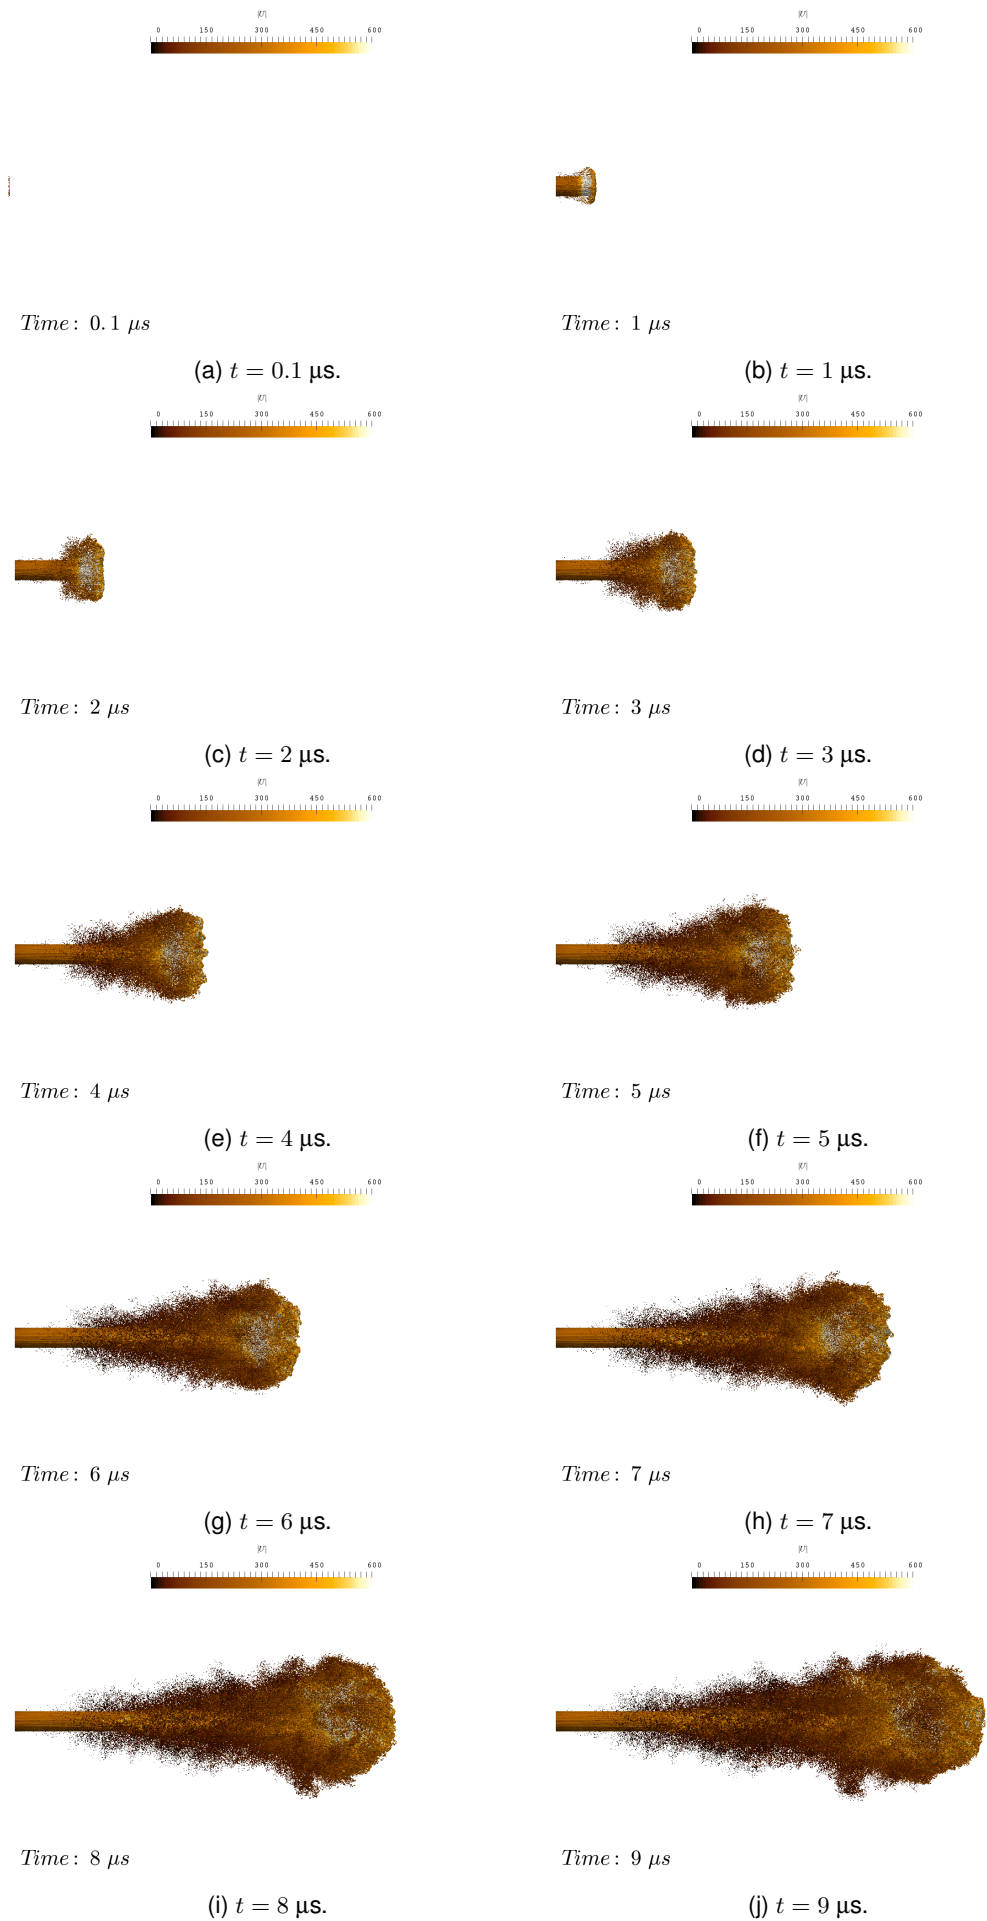 |U| |U|
0 150 300 450 600 0 150 300 450 600
Time: 0.1 μs Time: 1 μs
(a) t = 0.1 μs. (b) t = 1 μs.
|U| |U|
0 150 300 450 600 0 150 300 450 600
Time: 2 μs Time: 3 μs
(c) t = 2 μs. (d) t = 3 μs.
|U| |U|
0 150 300 450 600 0 150 300 450 600
Time: 4 μs Time: 5 μs
(e) t = 4 μs. (f) t = 5 μs.
|U| |U|
0 150 300 450 600 0 150 300 450 600
Time: 6 μs Time: 7 μs
(g) t = 6 μs. (h) t = 7 μs.
|U| |U|
0 150 300 450 600 0 150 300 450 600
Time: 8 μs Time: 9 μs
(i) t = 8 μs. (j) t = 9 μs.